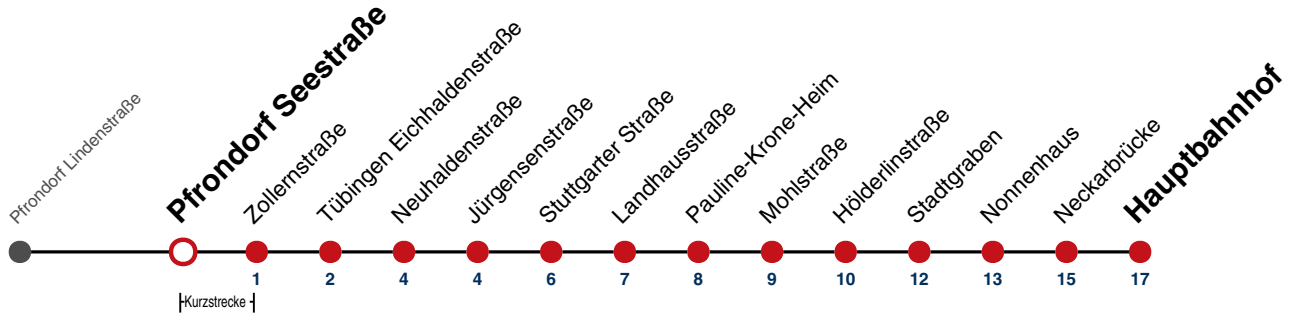 Pfrondorf Lindenstraße
Pfrondorf Seestraße
Zollernstraße
Tübingen Eichhaldenstraße
Neuhaldenstraße
Jürgensenstraße
Stuttgarter Straße
Landhausstraße
Pauline-Krone-Heim
Mohlstraße
Hölderlinstraße
Stadtgraben
Nonnenhaus
Neckarbrücke
Hauptbahnhof
1 2 4 4 6 7 8 9 10 12 13 15 17
Kurzstrecke